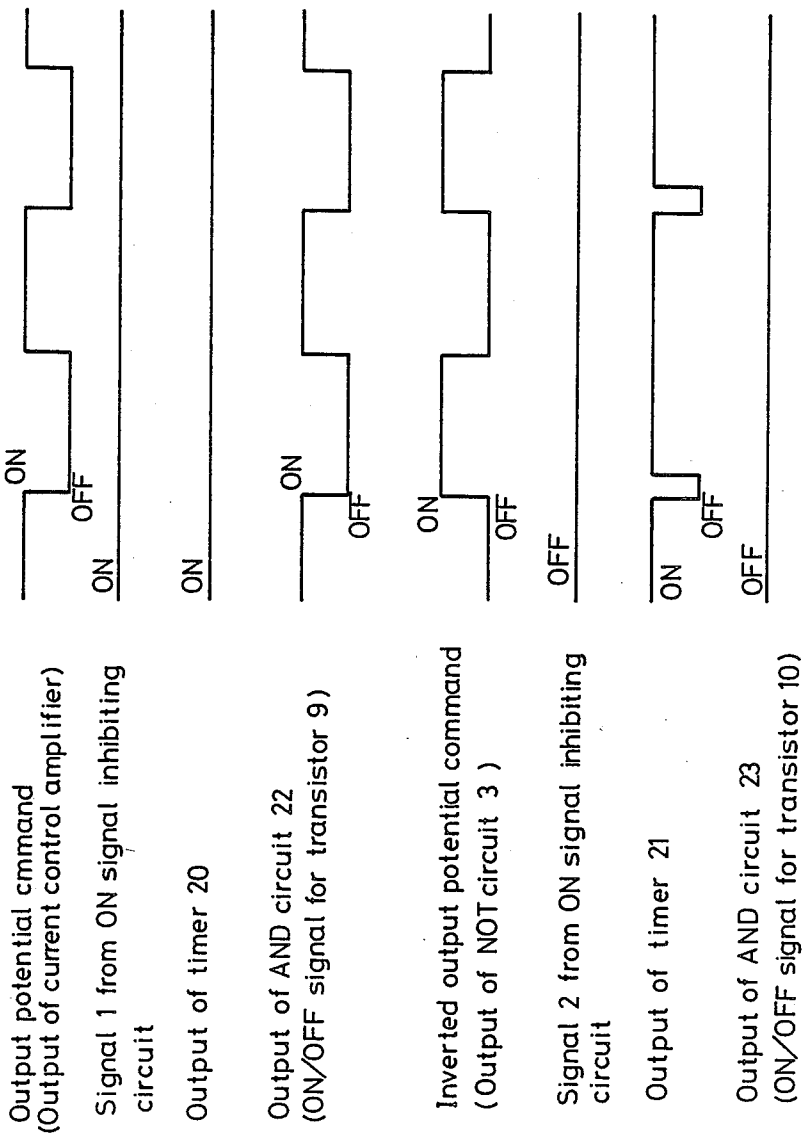 Output potential cmmand
(Output of current control amplifier)
ON
OFF
Signal 1 from ON signal inhibiting
circuit
ON
Output of timer 20
ON
Output of AND circuit 22
(ON/OFF signal for transistor 9)
ON
OFF
Inverted output potential command
(Output of NOT circuit 3)
ON
OFF
Signal 2 from ON signal inhibiting
circuit
OFF
Output of timer 21
ON
OFF
Output of AND circuit 23
(ON/OFF signal for transistor 10)
OFF